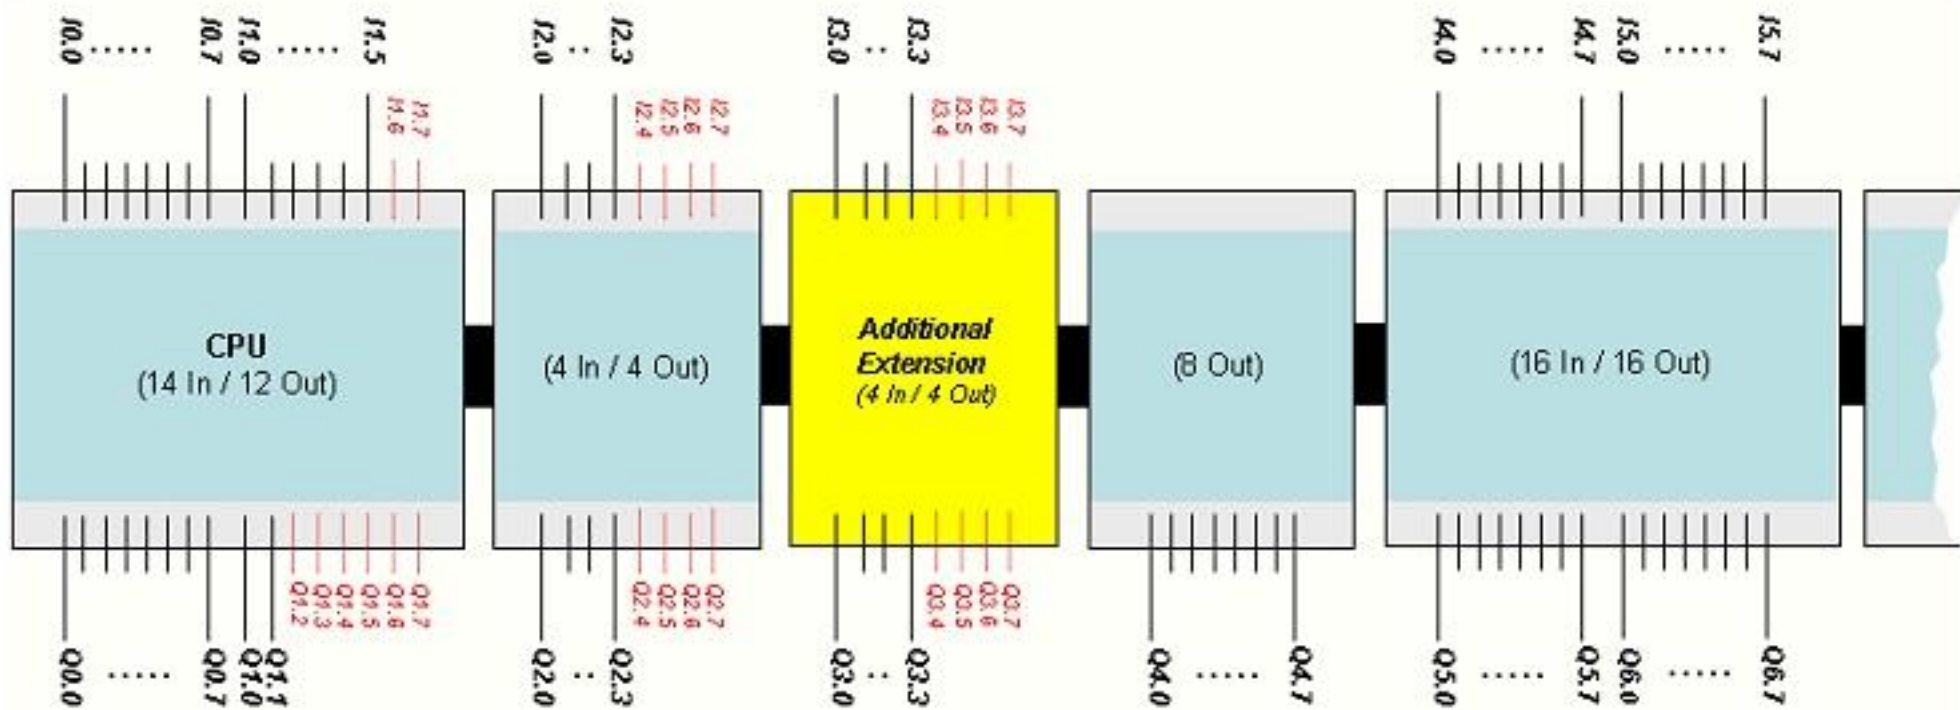 I0.0 ..... I0.7 I1.0 ..... I1.5 I2.0 .. I2.3 I3.0 .. I3.3 I4.0 ..... I4.7 I5.0 ..... I5.7
I1.6 I1.7 I2.4 I2.5 I2.6 I2.7 I3.4 I3.5 I3.6 I3.7
CPU
(14 In / 12 Out)
(4 In / 4 Out)
Additional
Extension
(4 In / 4 Out)
(8 Out)
(16 In / 16 Out)
Q1.2 Q1.3 Q1.4 Q1.5 Q1.6 Q1.7 Q2.4 Q2.5 Q2.6 Q2.7 Q3.4 Q3.5 Q3.6 Q3.7
Q0.0 ..... Q0.7 Q1.0 Q1.1 Q2.0 .. Q2.3 Q3.0 .. Q3.3 Q4.0 ..... Q4.7 Q5.0 ..... Q5.7 Q6.0 ..... Q6.7